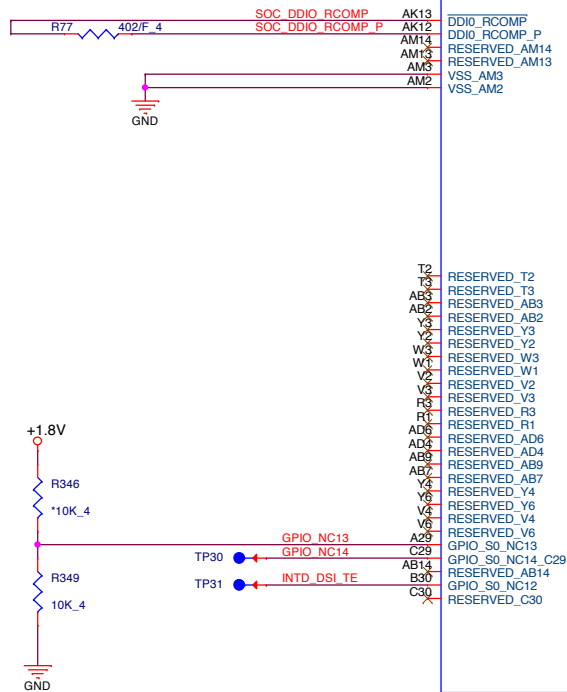 SOC_DDIO_RCOMP AK13 DDI0_RCOMP
R77 402/F_4 SOC_DDIO_RCOMP_P AK12 DDI0_RCOMP_P
AM14 RESERVED_AM14
AM13 RESERVED_AM13
AM3 VSS_AM3
AM2 VSS_AM2
GND
T2 RESERVED_T2
T3 RESERVED_T3
AB3 RESERVED_AB3
AB2 RESERVED_AB2
Y3 RESERVED_Y3
Y2 RESERVED_Y2
W3 RESERVED_W3
W1 RESERVED_W1
V2 RESERVED_V2
V3 RESERVED_V3
R3 RESERVED_R3
R1 RESERVED_R1
AD6 RESERVED_AD6
AD4 RESERVED_AD4
AB9 RESERVED_AB9
AB7 RESERVED_AB7
Y4 RESERVED_Y4
Y6 RESERVED_Y6
V4 RESERVED_V4
V6 RESERVED_V6
+1.8V
R346
*10K_4
GPIO_NC13 A29 GPIO_S0_NC13
TP30 GPIO_NC14 C29 GPIO_S0_NC14_C29
AB14 RESERVED_AB14
TP31 INTD_DSI_TE B30 GPIO_S0_NC12
C30 RESERVED_C30
R349
10K_4
GND